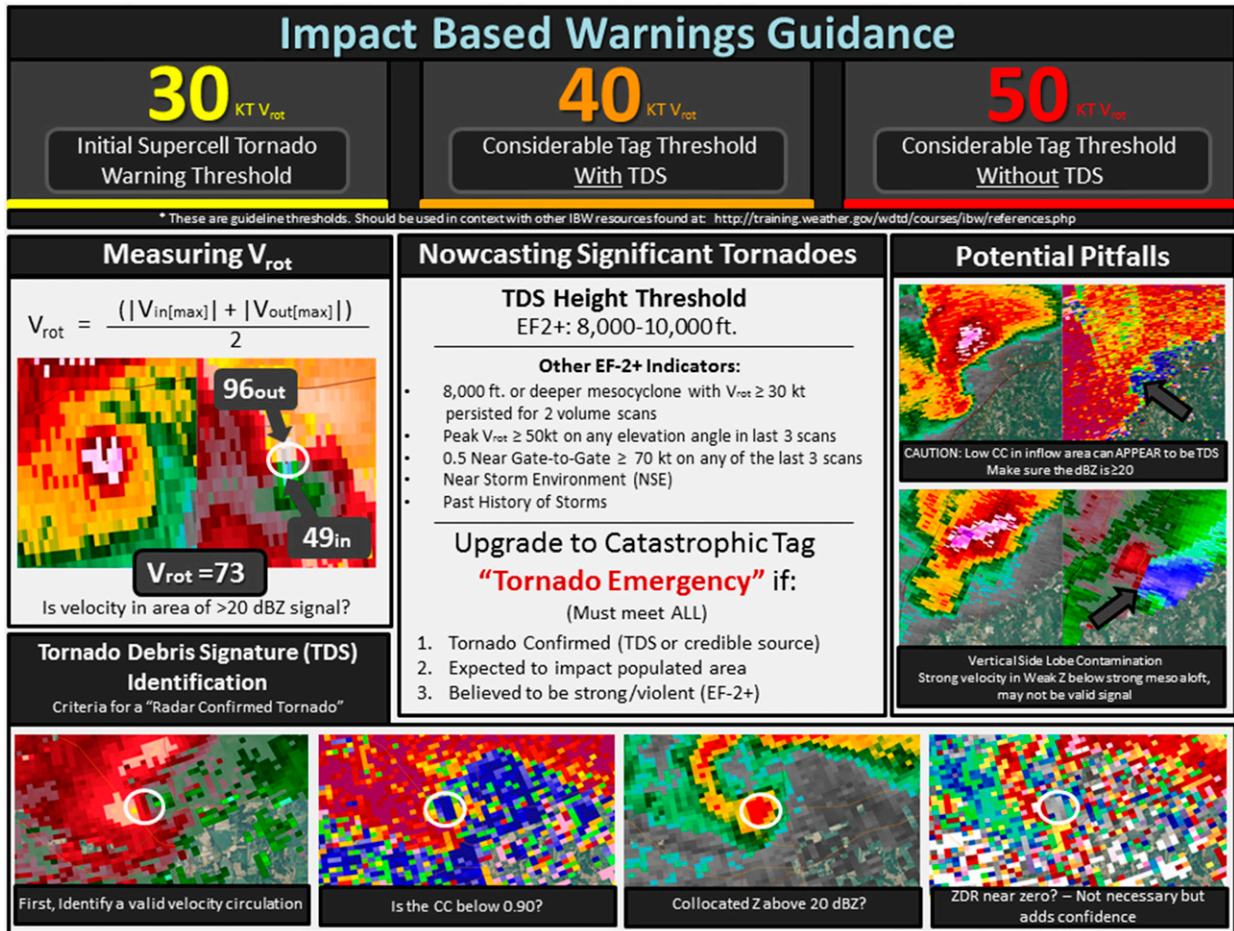 Impact Based Warnings Guidance
30 KT Vrot
Initial Supercell Tornado
Warning Threshold
40 KT Vrot
Considerable Tag Threshold
With TDS
50 KT Vrot
Considerable Tag Threshold
Without TDS
* These are guideline thresholds. Should be used in context with other IBW resources found at: http://training.weather.gov/wdtd/courses/ibw/references.php
Measuring Vrot
Vrot = (|Vin[max]| + |Vout[max]|)
2
96out
49in
Vrot =73
Is velocity in area of >20 dBZ signal?
Nowcasting Significant Tornadoes
TDS Height Threshold
EF2+: 8,000-10,000 ft.
Other EF-2+ Indicators:
• 8,000 ft. or deeper mesocyclone with Vrot ≥ 30 kt
persisted for 2 volume scans
• Peak Vrot ≥ 50kt on any elevation angle in last 3 scans
• 0.5 Near Gate-to-Gate ≥ 70 kt on any of the last 3 scans
• Near Storm Environment (NSE)
• Past History of Storms
Upgrade to Catastrophic Tag
“Tornado Emergency” if:
(Must meet ALL)
1. Tornado Confirmed (TDS or credible source)
2. Expected to impact populated area
3. Believed to be strong/violent (EF-2+)
Potential Pitfalls
CAUTION: Low CC in inflow area can APPEAR to be TDS
Make sure the dBZ is ≥20
Vertical Side Lobe Contamination
Strong velocity in Weak Z below strong meso aloft,
may not be valid signal
Tornado Debris Signature (TDS)
Identification
Criteria for a “Radar Confirmed Tornado”
First, Identify a valid velocity circulation
Is the CC below 0.90?
Collocated Z above 20 dBZ?
ZDR near zero? – Not necessary but
adds confidence